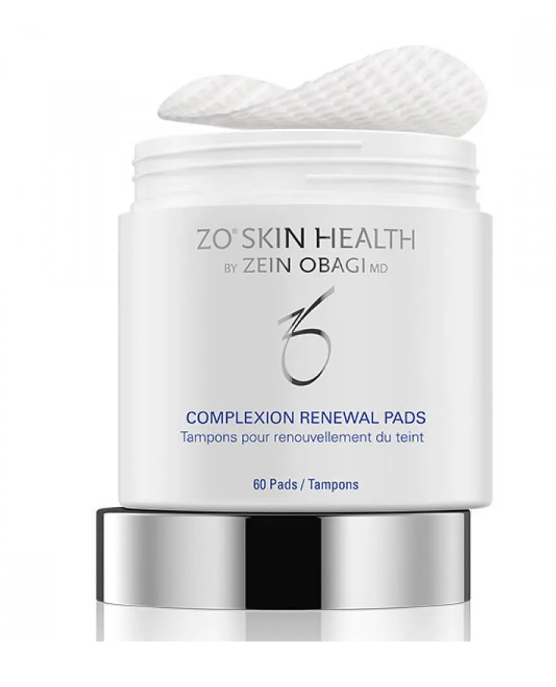 ZO® SKIN HEALTH
BY ZEIN OBAGI MD
COMPLEXION RENEWAL PADS
Tampons pour renouvellement du teint
60 Pads / Tampons